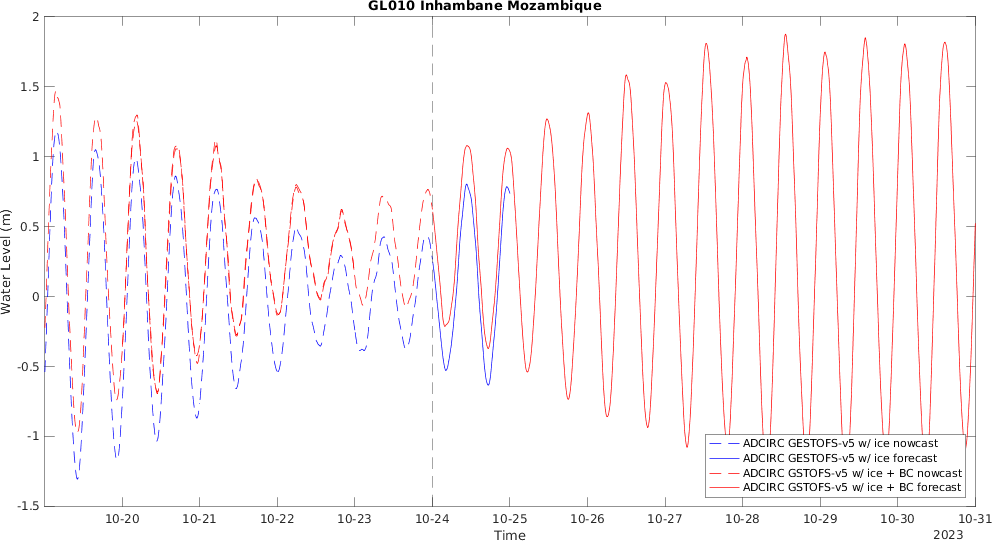 GL010 Inhambane Mozambique
Water Level (m)
2
1.5
1
0.5
0
-0.5
-1
-1.5
ADCIRC GESTOFS-v5 w/ ice nowcast
ADCIRC GESTOFS-v5 w/ ice forecast
ADCIRC GSTOFS-v5 w/ ice + BC nowcast
ADCIRC GSTOFS-v5 w/ ice + BC forecast
10-20 10-21 10-22 10-23 10-24 10-25 10-26 10-27 10-28 10-29 10-30 10-31
Time
2023